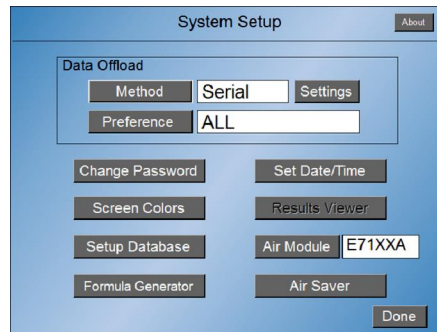 System Setup About
Data Offload
Method Serial Settings
Preference ALL
Change Password Set Date/Time
Screen Colors Results Viewer
Setup Database Air Module E71XXA
Formula Generator Air Saver
Done